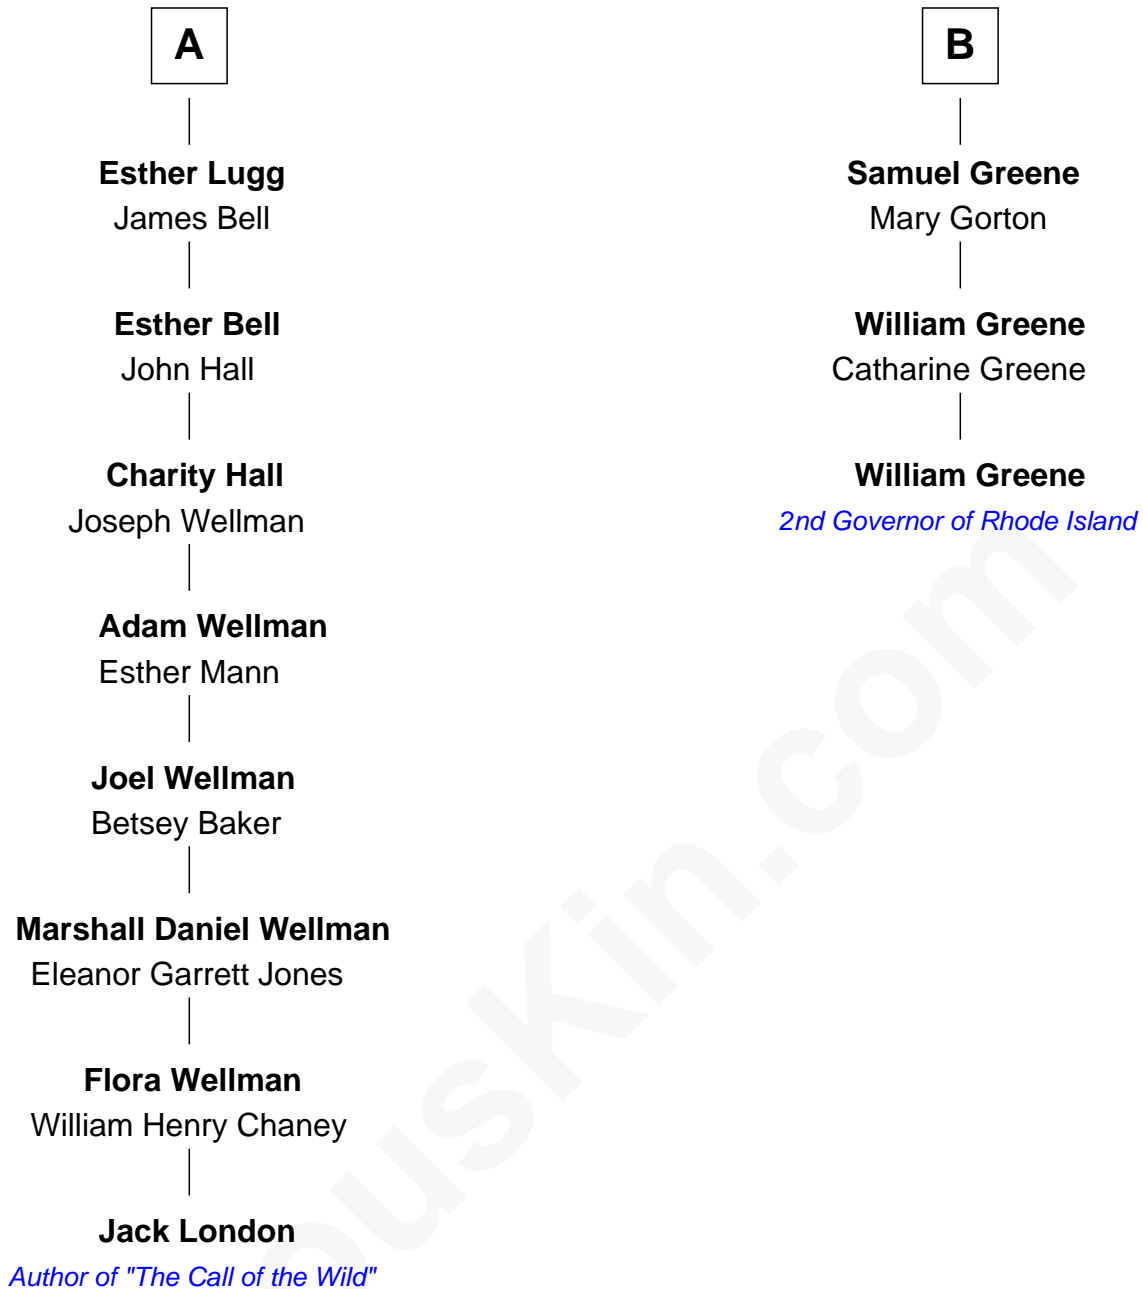 A
Esther Lugg
James Bell
Esther Bell
John Hall
Charity Hall
Joseph Wellman
Adam Wellman
Esther Mann
Joel Wellman
Betsey Baker
Marshall Daniel Wellman
Eleanor Garrett Jones
Flora Wellman
William Henry Chaney
Jack London
Author of "The Call of the Wild"
B
Samuel Greene
Mary Gorton
William Greene
Catharine Greene
William Greene
2nd Governor of Rhode Island
ousKin.com